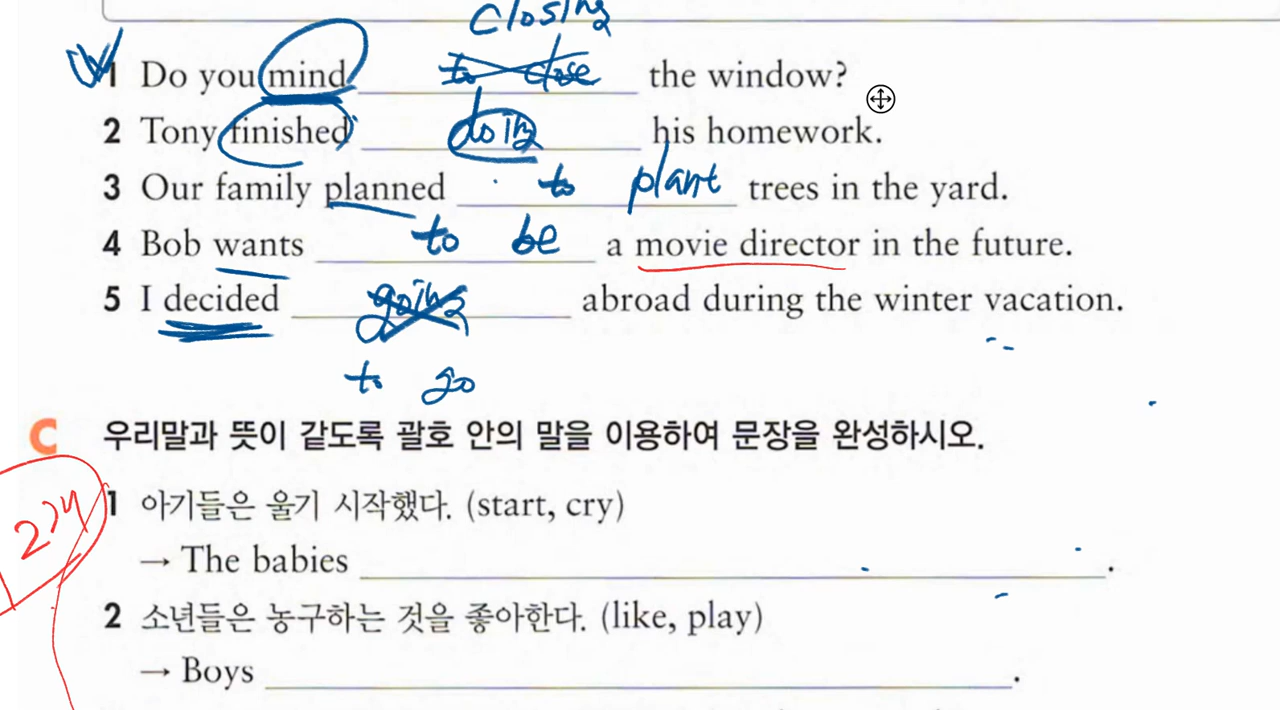 closing
1 Do you mind to close the window?
2 Tony finished doing his homework.
3 Our family planned to plant trees in the yard.
4 Bob wants to be a movie director in the future.
5 I decided going abroad during the winter vacation.
to go
C 우리말과 뜻이 같도록 괄호 안의 말을 이용하여 문장을 완성하시오.
1 아기들은 울기 시작했다. (start, cry)
2개
→ The babies .
2 소년들은 농구하는 것을 좋아한다. (like, play)
→ Boys .